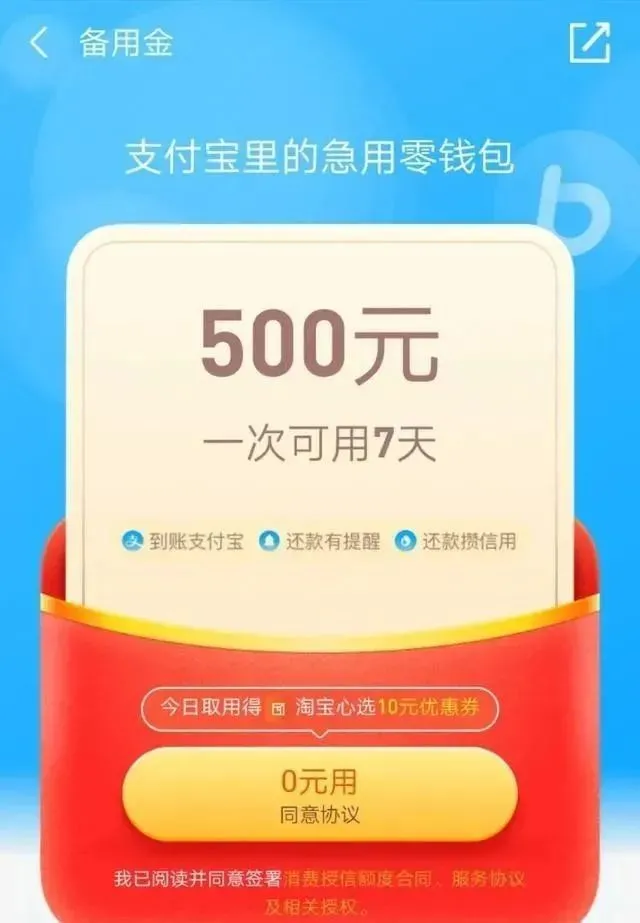 备用金
支付宝里的急用零钱包
b
500元
一次可用7天
支 到账支付宝 还款有提醒 还款攒信用
今日取用得 淘宝心选10元优惠券
0元用
同意协议
我已阅读并同意签署消费授信额度合同、服务协议
及相关授权。